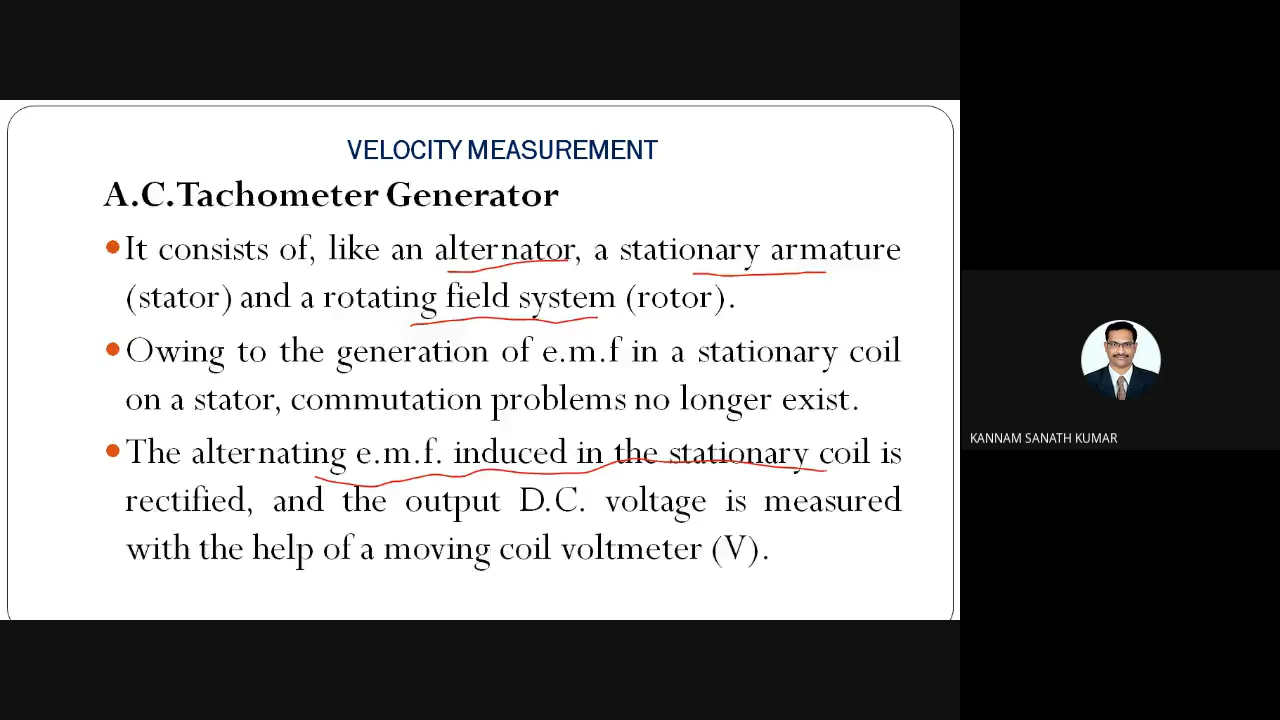 VELOCITY MEASUREMENT
A.C.Tachometer Generator
It consists of, like an alternator, a stationary armature
(stator) and a rotating field system (rotor).
Owing to the generation of e.m.f in a stationary coil
on a stator, commutation problems no longer exist.
The alternating e.m.f. induced in the stationary coil is
rectified, and the output D.C. voltage is measured
with the help of a moving coil voltmeter (V).
KANNAM SANATH KUMAR